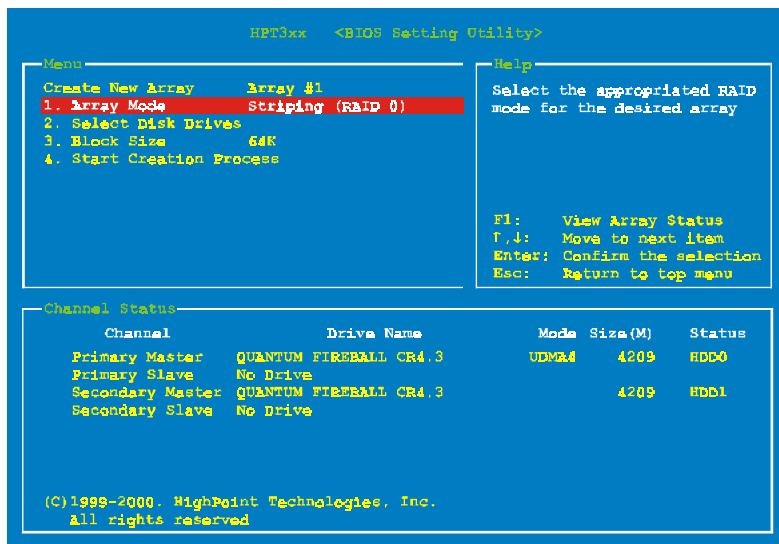 HPT3xx <BIOS Setting Utility>
Menu
Create New Array Array #1
1. Array Mode Striping (RAID 0)
2. Select Disk Drives
3. Block Size 64K
4. Start Creation Process
Help
Select the appropriated RAID
mode for the desired array
F1: View Array Status
↑,↓: Move to next item
Enter: Confirm the selection
Esc: Return to top menu
Channel Status
Channel Drive Name Mode Size(M) Status
Primary Master QUANTUM FIREBALL CR4.3 UDMA4 4209 HDD0
Primary Slave No Drive
Secondary Master QUANTUM FIREBALL CR4.3 4209 HDD1
Secondary Slave No Drive
(C)1999-2000. HighPoint Technologies, Inc.
All rights reserved